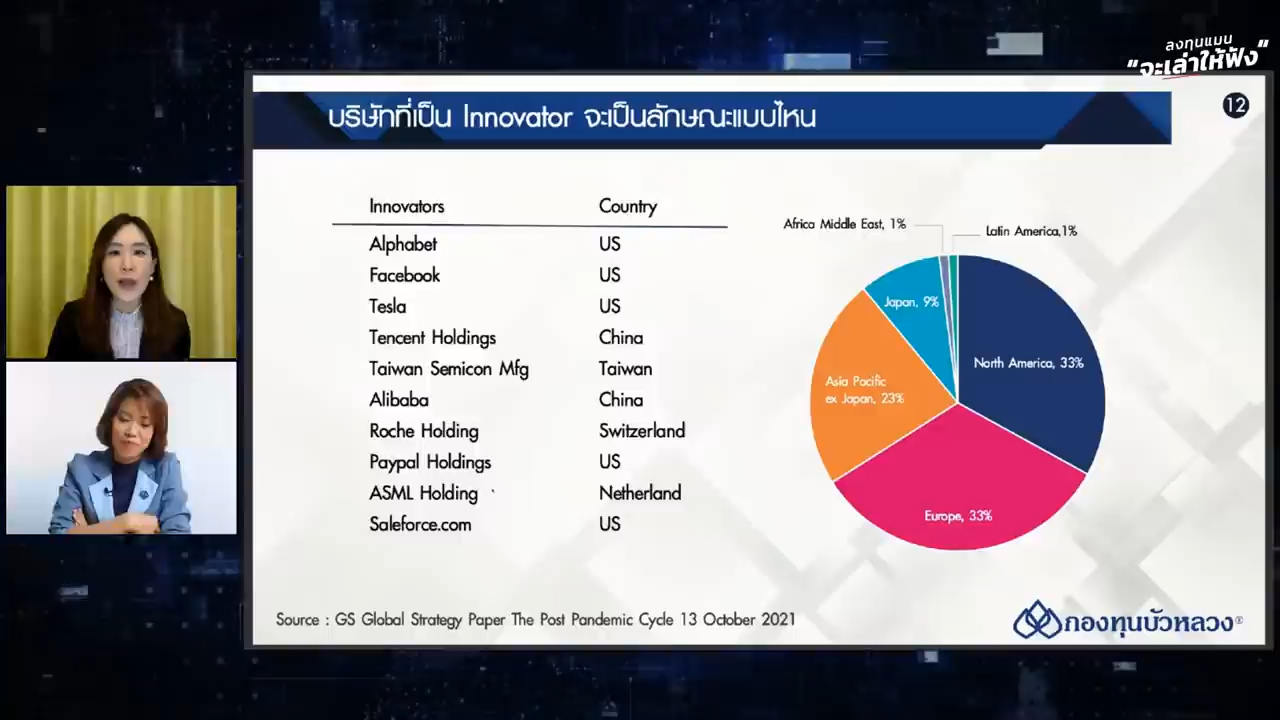 ลงทุนแมน
“จะเล่าให้ฟัง”
บริษัทที่เป็น Innovator จะเป็นลักษณะแบบไหน
12
Innovators Country
Alphabet US
Facebook US
Tesla US
Tencent Holdings China
Taiwan Semicon Mfg Taiwan
Alibaba China
Roche Holding Switzerland
Paypal Holdings US
ASML Holding Netherland
Saleforce.com US
Africa Middle East, 1%
Latin America,1%
Japan, 9%
North America, 33%
Asia Pacific
ex Japan, 23%
Europe, 33%
Source : GS Global Strategy Paper The Post Pandemic Cycle 13 October 2021
กองทุนบัวหลวง®